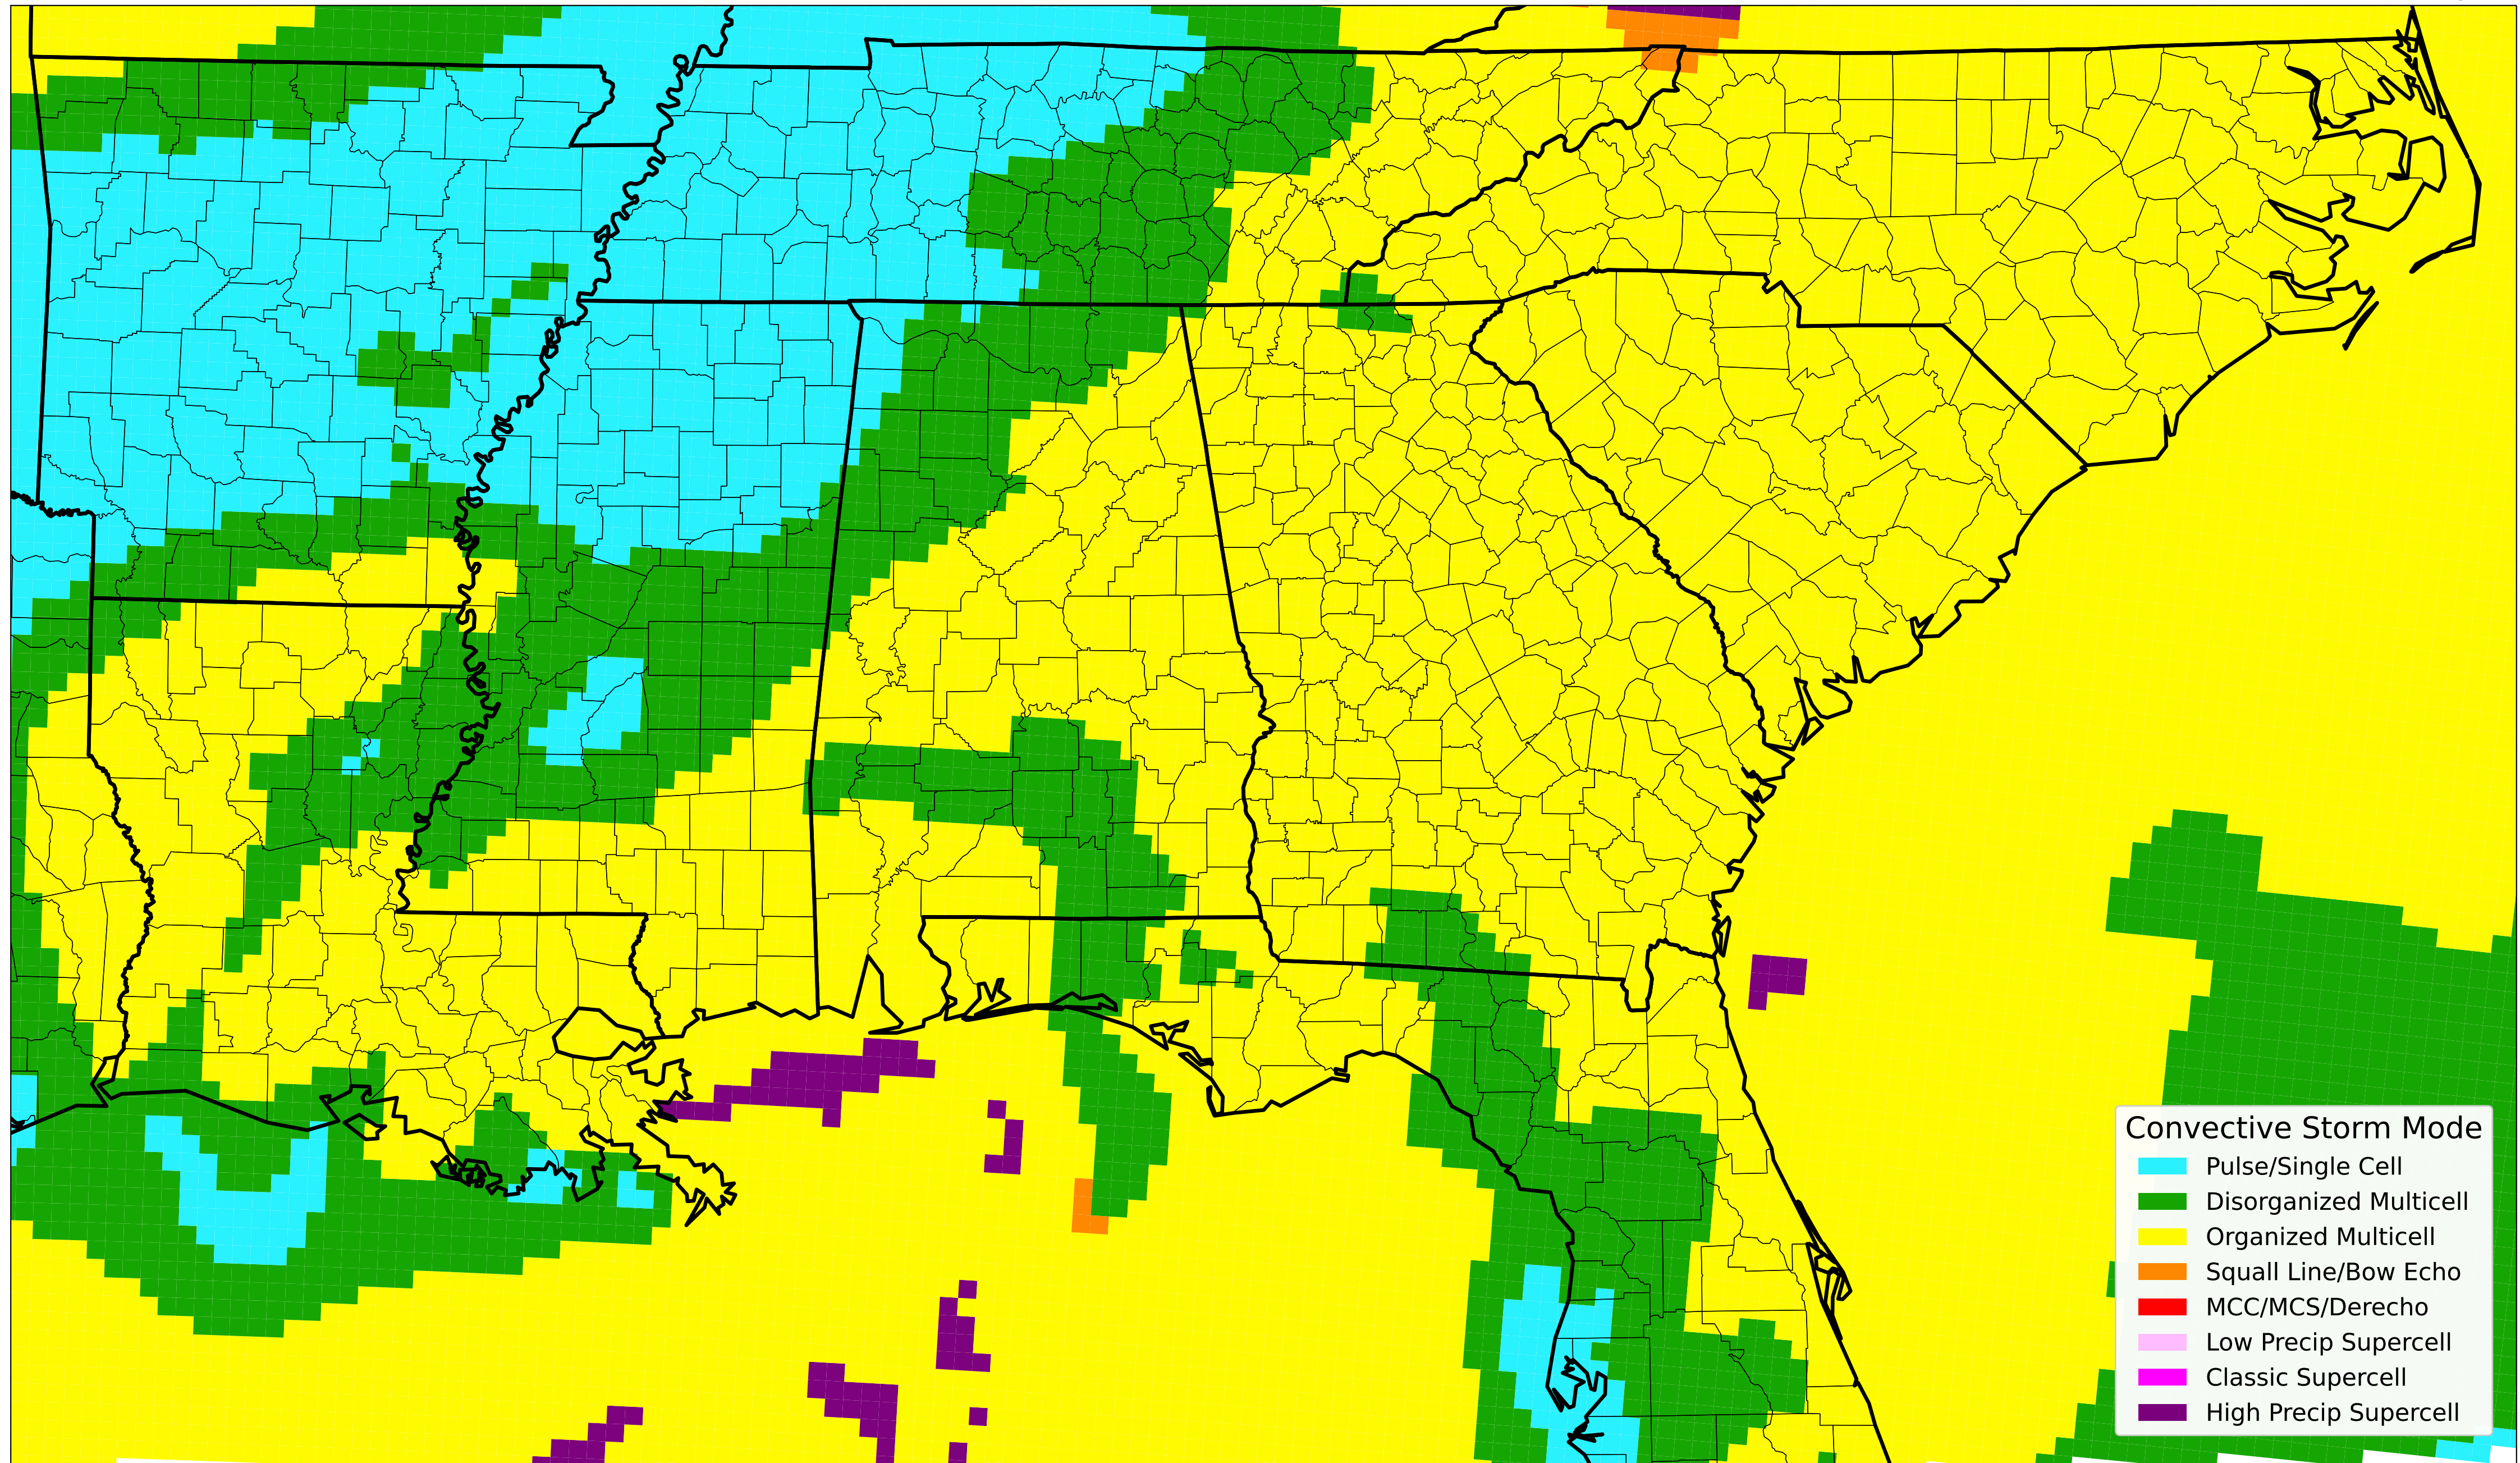 Convective Storm Mode
Pulse/Single Cell
Disorganized Multicell
Organized Multicell
Squall Line/Bow Echo
MCC/MCS/Derecho
Low Precip Supercell
Classic Supercell
High Precip Supercell